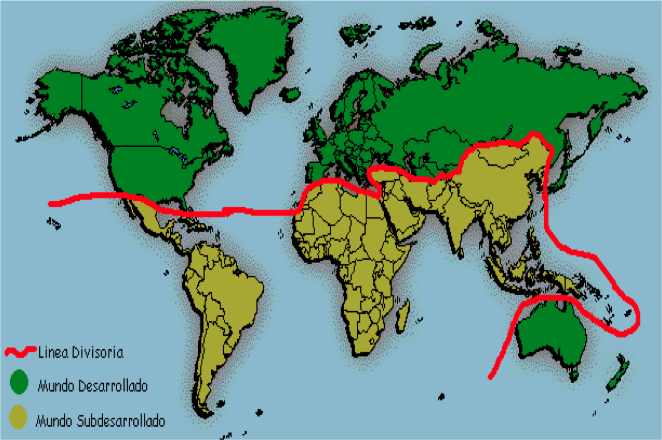 Linea Divisoria
Mundo Desarrollado
Mundo Subdesarrollado